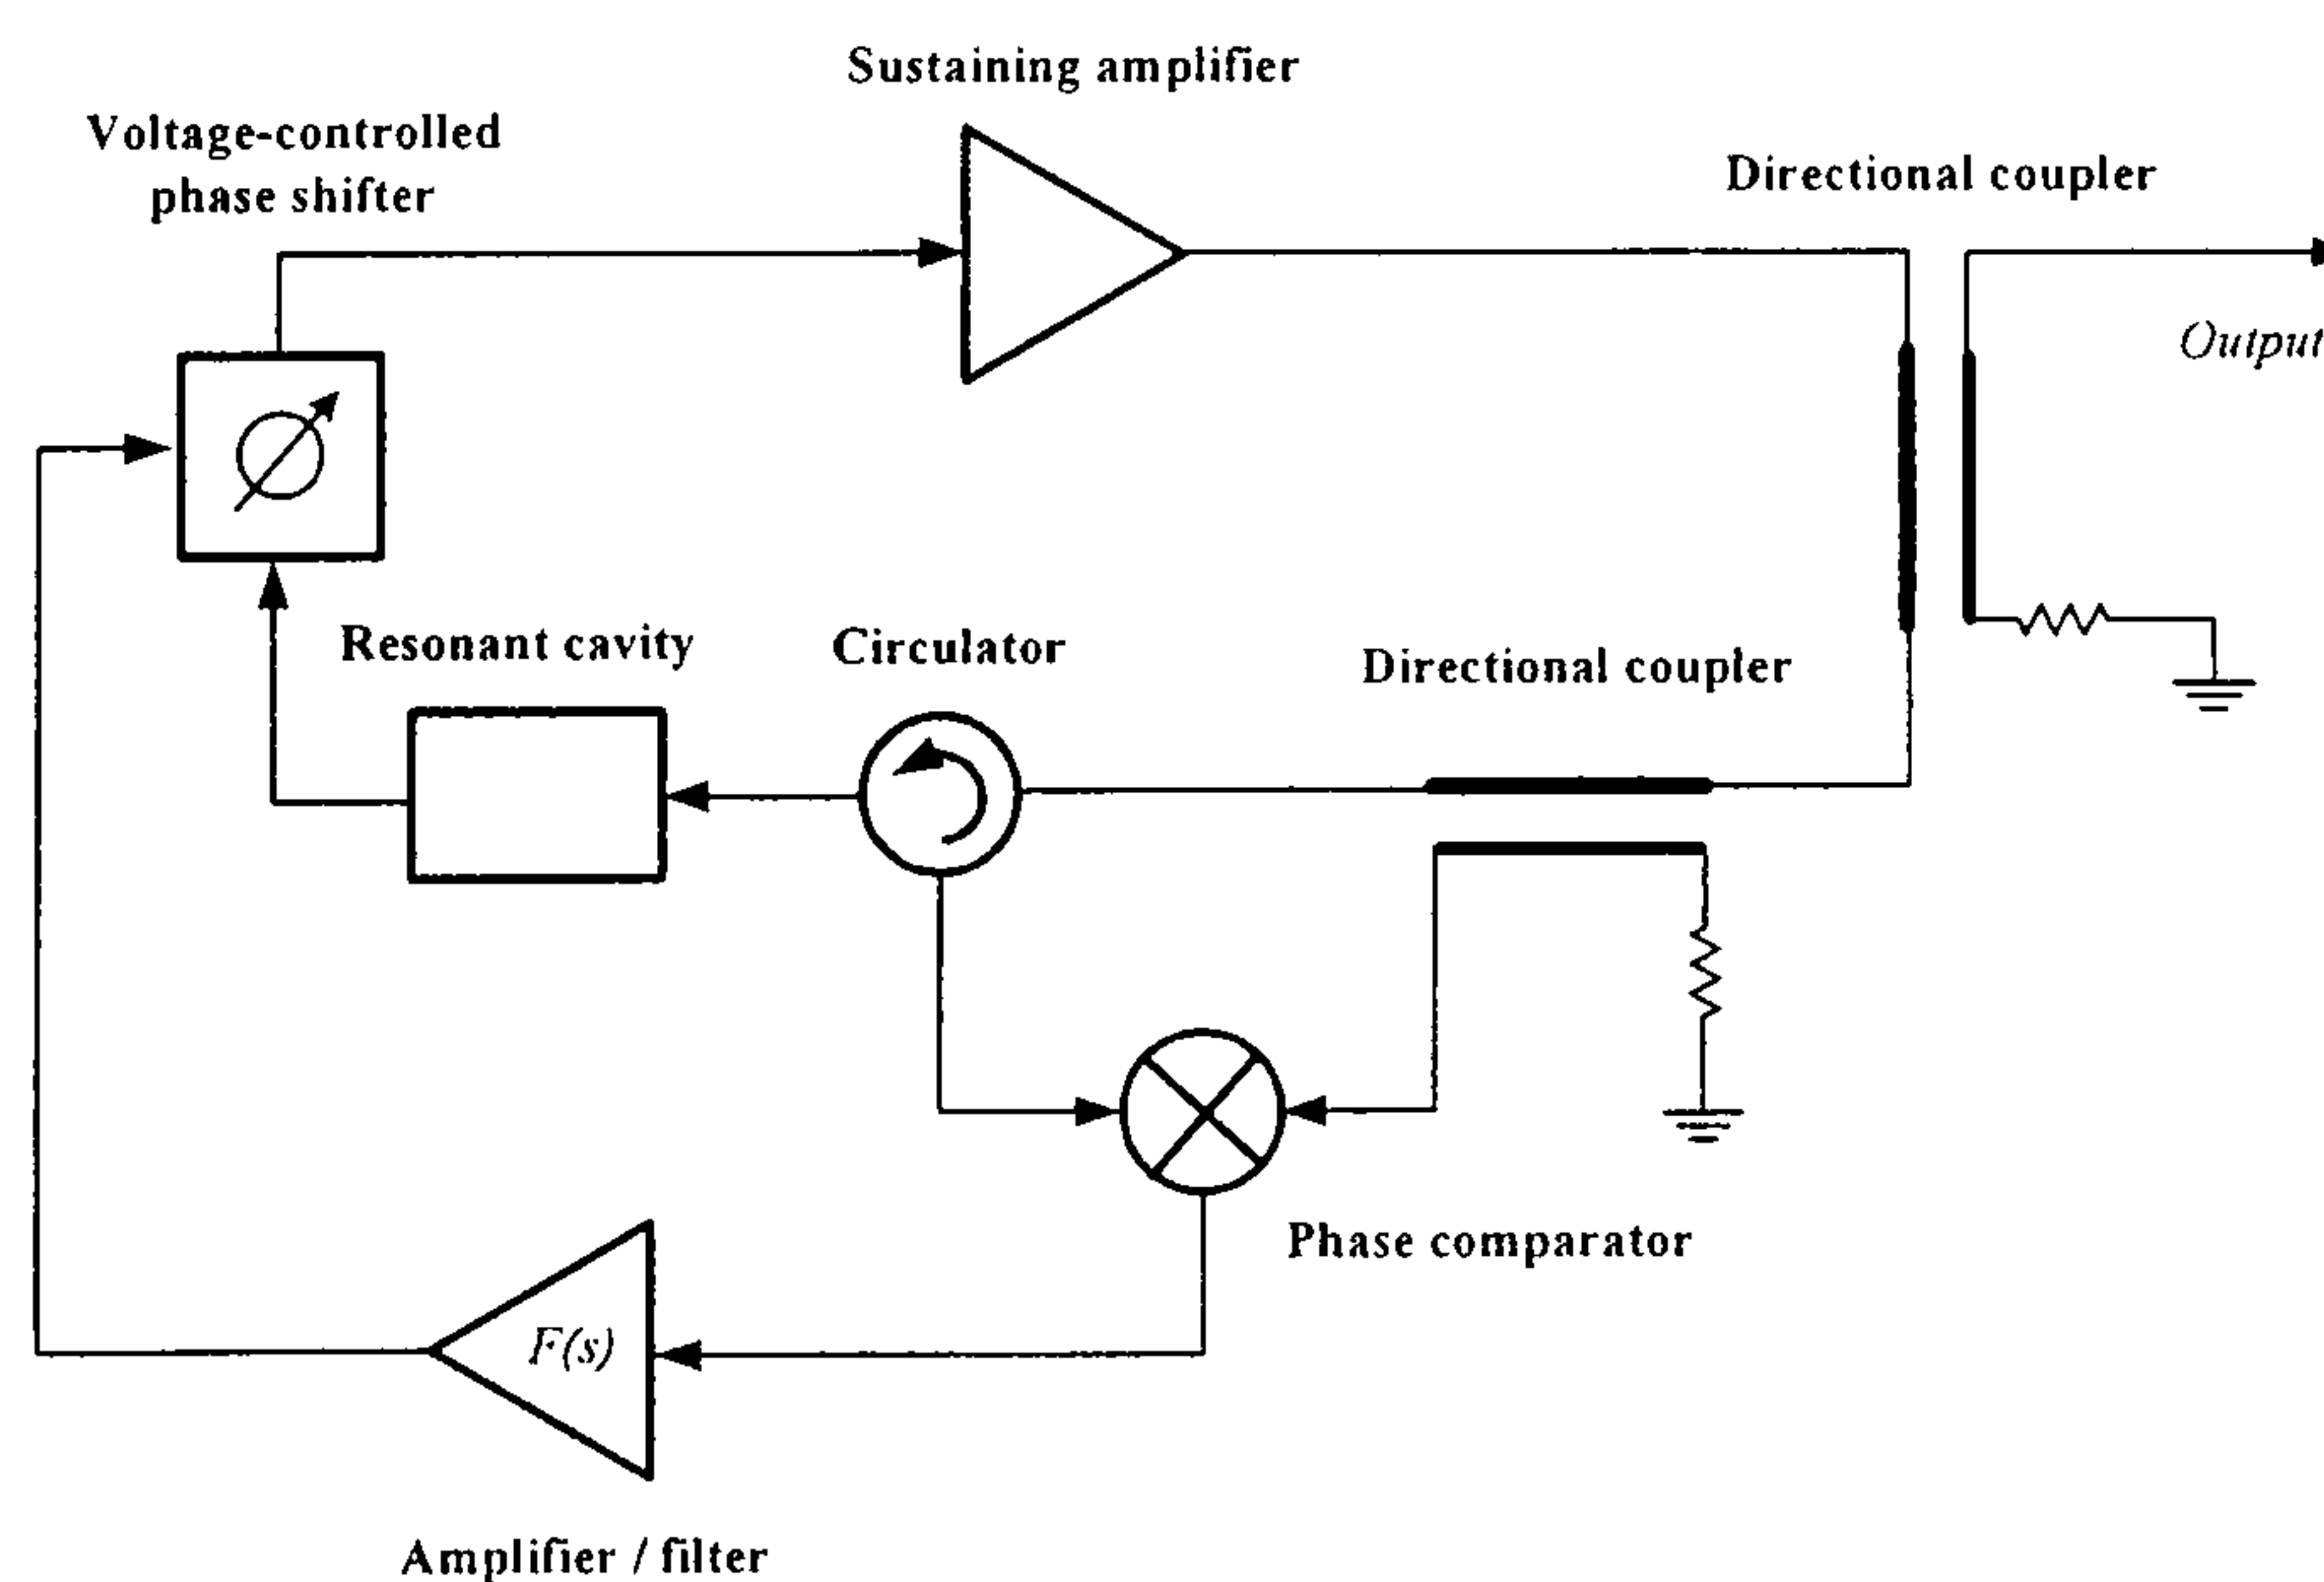 Sustaining amplifier
Voltage-controlled
phase shifter
Directional coupler
Output
Resonant cavity
Circulator
Directional coupler
Phase comparator
F(s)
Amplifier / filter